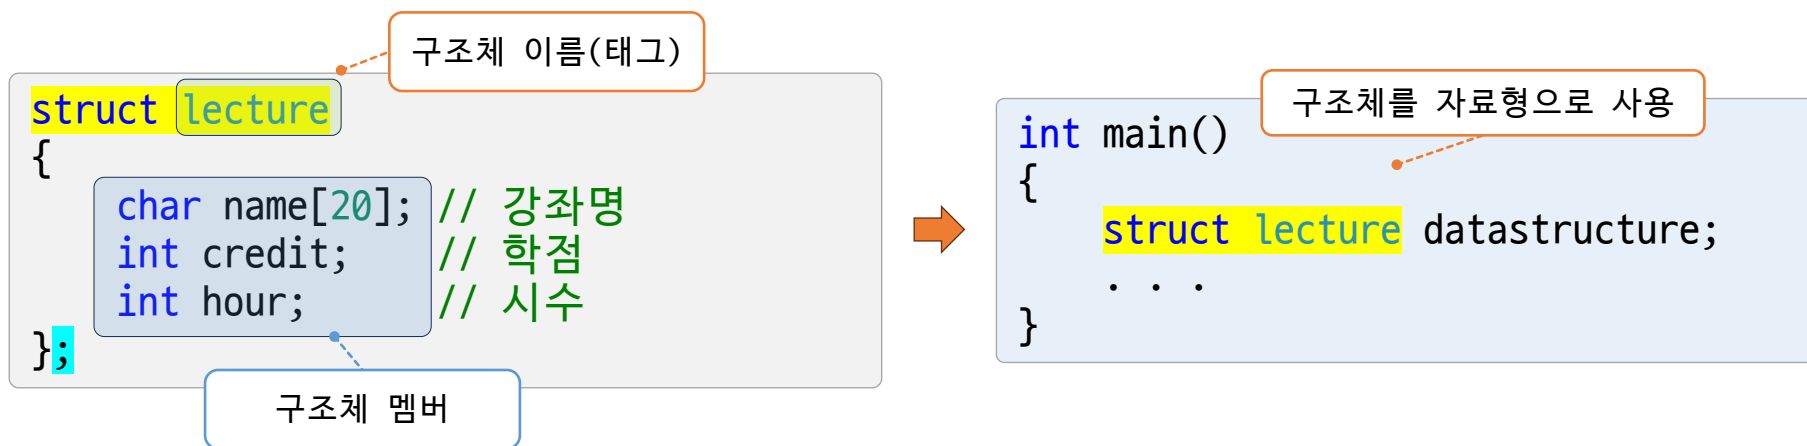 구조체 이름(태그)
struct lecture
{
char name[20]; // 강좌명
int credit; // 학점
int hour; // 시수
};
구조체 멤버
구조체를 자료형으로 사용
int main()
{
struct lecture datastructure;
. . .
}